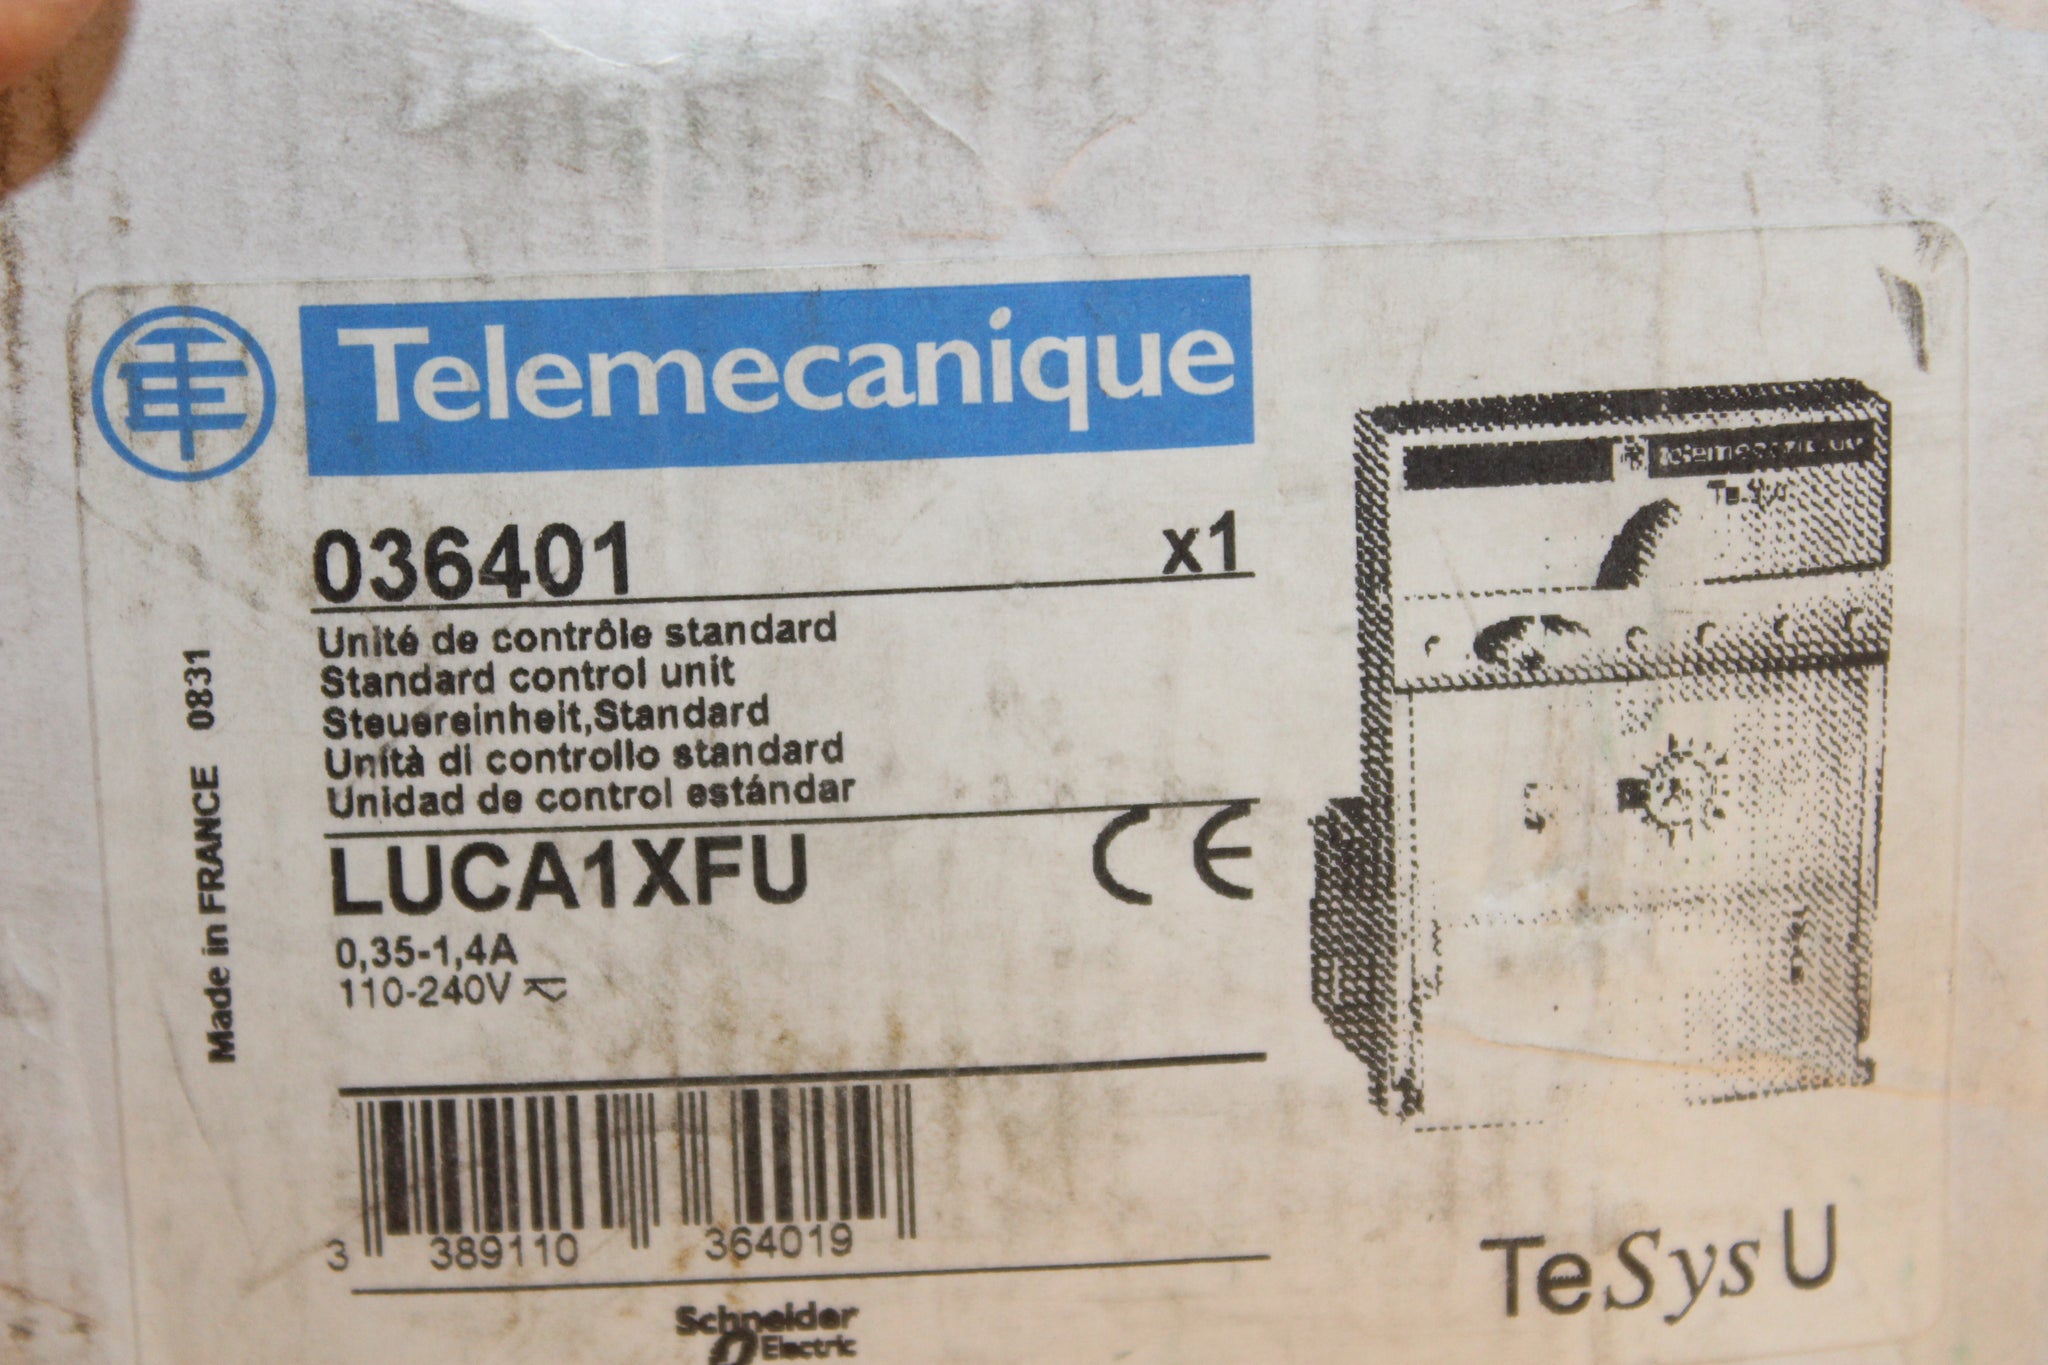 Telemecanique
036401 x1
Unité de contrôle standard
Standard control unit
Steuereinheit,Standard
Unità di controllo standard
Unidad de control estándar
LUCA1XFU CE
0,35-1,4A
110-240V
Made in FRANCE 0831
3 389110 364019
Schneider
Electric
Telemecanique
TeSys
TeSys U